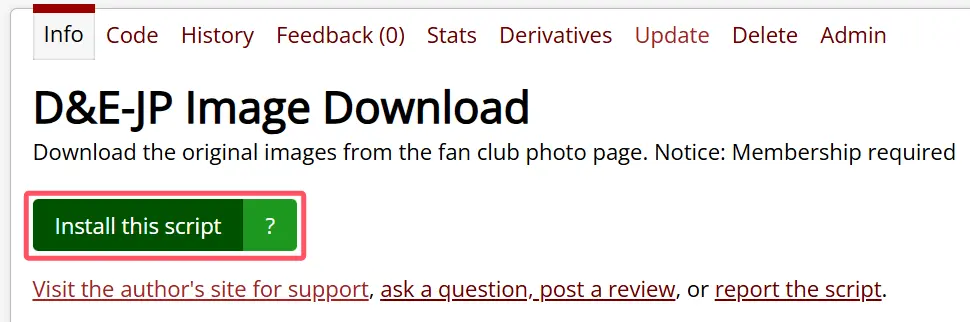 Info Code History Feedback (0) Stats Derivatives Update Delete Admin
D&E-JP Image Download
Download the original images from the fan club photo page. Notice: Membership required
Install this script ?
Visit the author's site for support, ask a question, post a review, or report the script.